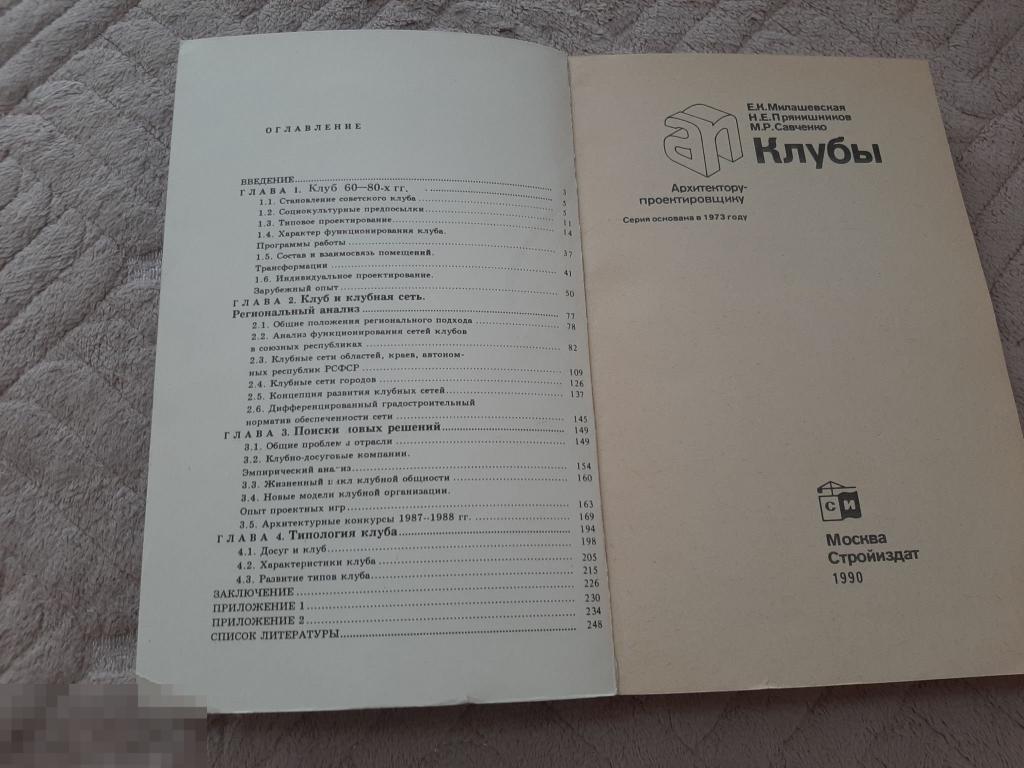 ОГЛАВЛЕНИЕ
ВВЕДЕНИЕ 3
ГЛАВА 1. Клуб 60—80-х гг. 5
1.1. Становление советского клуба 5
1.2. Социокультурные предпосылки 11
1.3. Типовое проектирование 14
1.4. Характер функционирования клуба.
Программы работы 37
1.5. Состав и взаимосвязь помещений.
Трансформации 41
1.6. Индивидуальное проектирование.
Зарубежный опыт 50
ГЛАВА 2. Клуб и клубная сеть.
Региональный анализ 77
2.1. Общие положения регионального подхода 78
2.2. Анализ функционирования сетей клубов
в союзных республиках 82
2.3. Клубные сети областей, краев, автоном-
ных республик РСФСР 109
2.4. Клубные сети городов 126
2.5. Концепция развития клубных сетей 137
2.6. Дифференцированный градостроительный
норматив обеспеченности сети 145
ГЛАВА 3. Поиски новых решений 149
3.1. Общие проблемы отрасли 149
3.2. Клубно-досуговые компании.
Эмпирический анализ 154
3.3. Жизненный цикл клубной общности 160
3.4. Новые модели клубной организации.
Опыт проектных игр 163
3.5. Архитектурные конкурсы 1987—1988 гг. 169
ГЛАВА 4. Типология клуба 194
4.1. Досуг и клуб 198
4.2. Характеристики клуба 205
4.3. Развитие типов клуба 215
ЗАКЛЮЧЕНИЕ 226
ПРИЛОЖЕНИЕ 1 230
ПРИЛОЖЕНИЕ 2 234
СПИСОК ЛИТЕРАТУРЫ 248
ап
Е.К.Милашевская
Н.Е.Прянишников
М.Р.Савченко
Клубы
Архитектору-
проектировщику
Серия основана в 1973 году
СИ
Москва
Стройиздат
1990